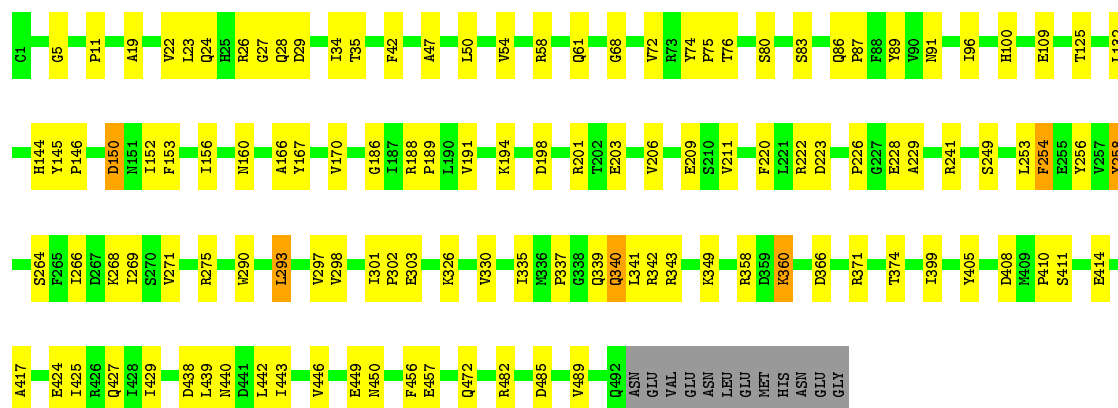 C1 G5 P11 A19 V22 L23 Q24 H25 R26 G27 Q28 D29 I34 T35 F42 A47 L50 V54 R58 Q61 G68 V72 R73 Y74 P75 T76 S80 S83 Q86 P87 F88 Y89 V90 N91 I96 H100 E109 T125 L132
H144 Y145 P146 D150 N151 I152 F153 I156 N160 A166 Y167 V170 G186 I187 R188 P189 L190 V191 K194 D198 R201 T202 E203 V206 E209 S210 V211 F220 L221 R222 D223 P226 G227 E228 A229 R241 S249 L253 F254 E255 Y256 V257 Y258
S264 F265 I266 D267 K268 I269 S270 V271 R275 W290 L293 V297 V298 I301 P302 E303 K326 V330 I335 M336 P337 G338 Q339 Q340 L341 R342 R343 K349 R358 D359 K360 D366 R371 T374 I399 Y405 D408 M409 P410 S411 E414
A417 E424 I425 R426 Q427 I428 I429 D438 L439 N440 D441 L442 I443 V446 E449 N450 F456 E457 Q472 R482 D485 V489 Q492 ASN GLU VAL GLU ASN LEU GLU MET HIS ASN GLU GLY